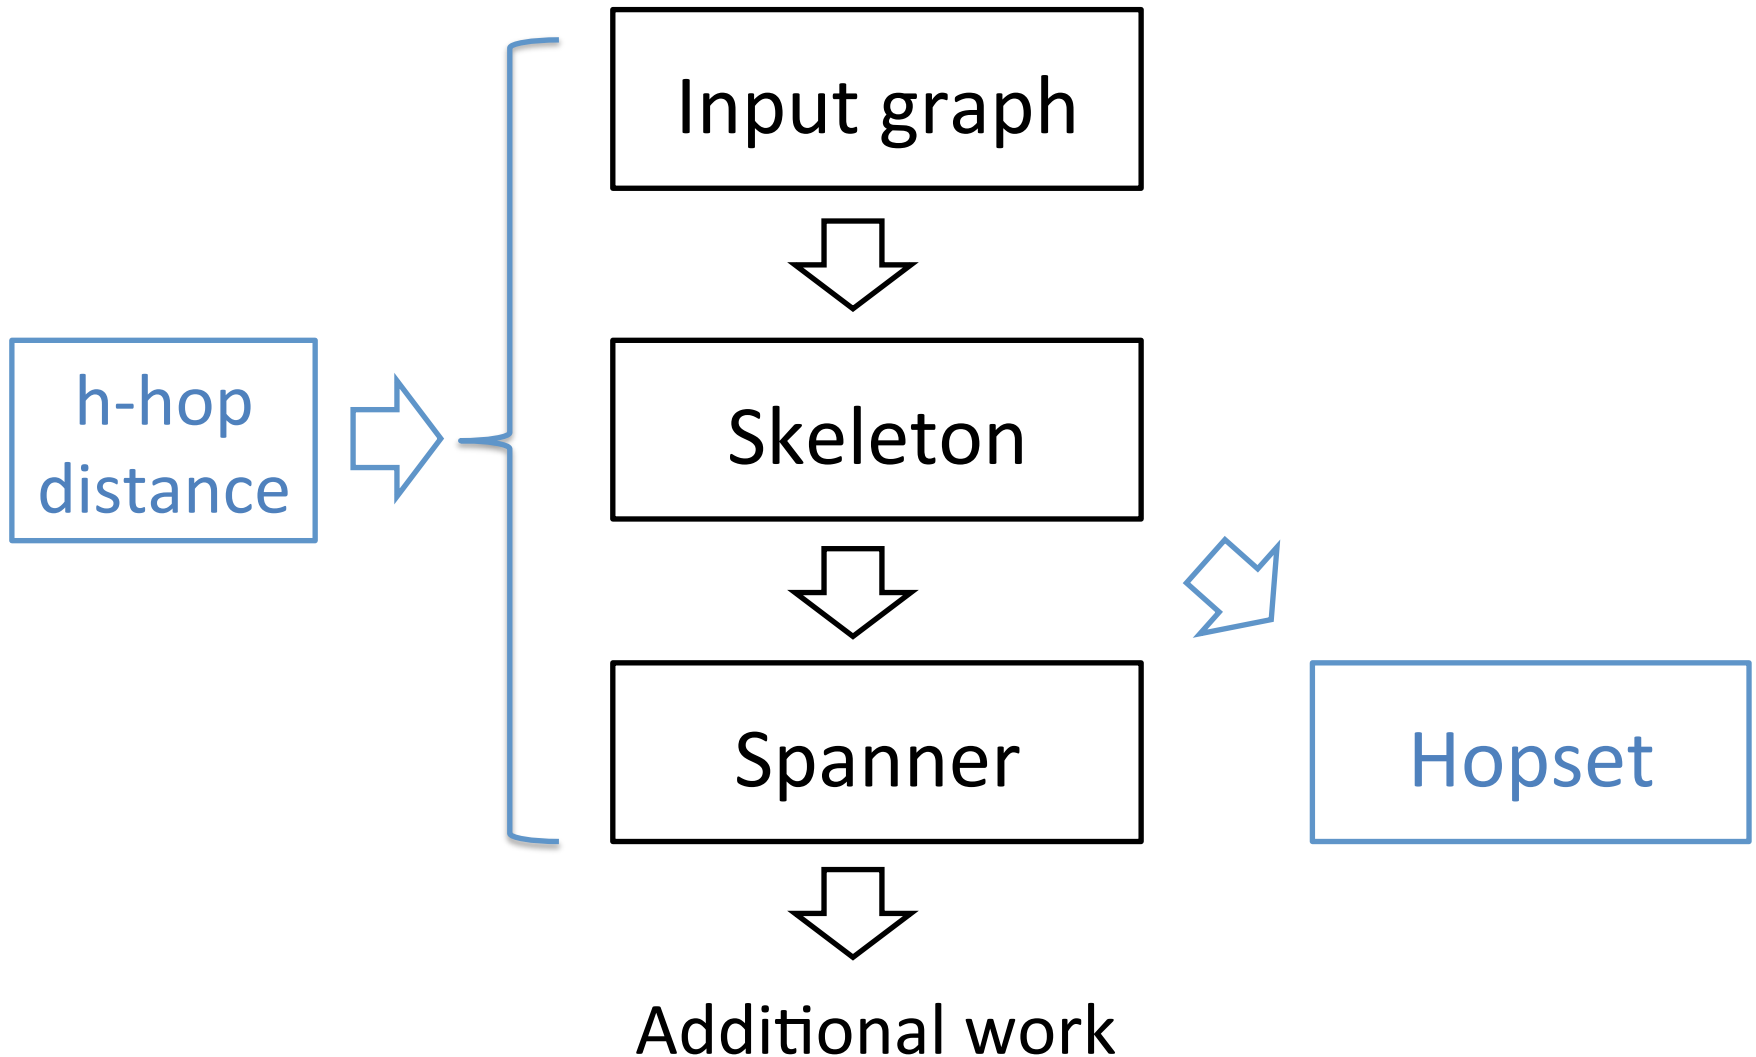 Input graph
h-hop
distance
Skeleton
Spanner
Hopset
Additional work